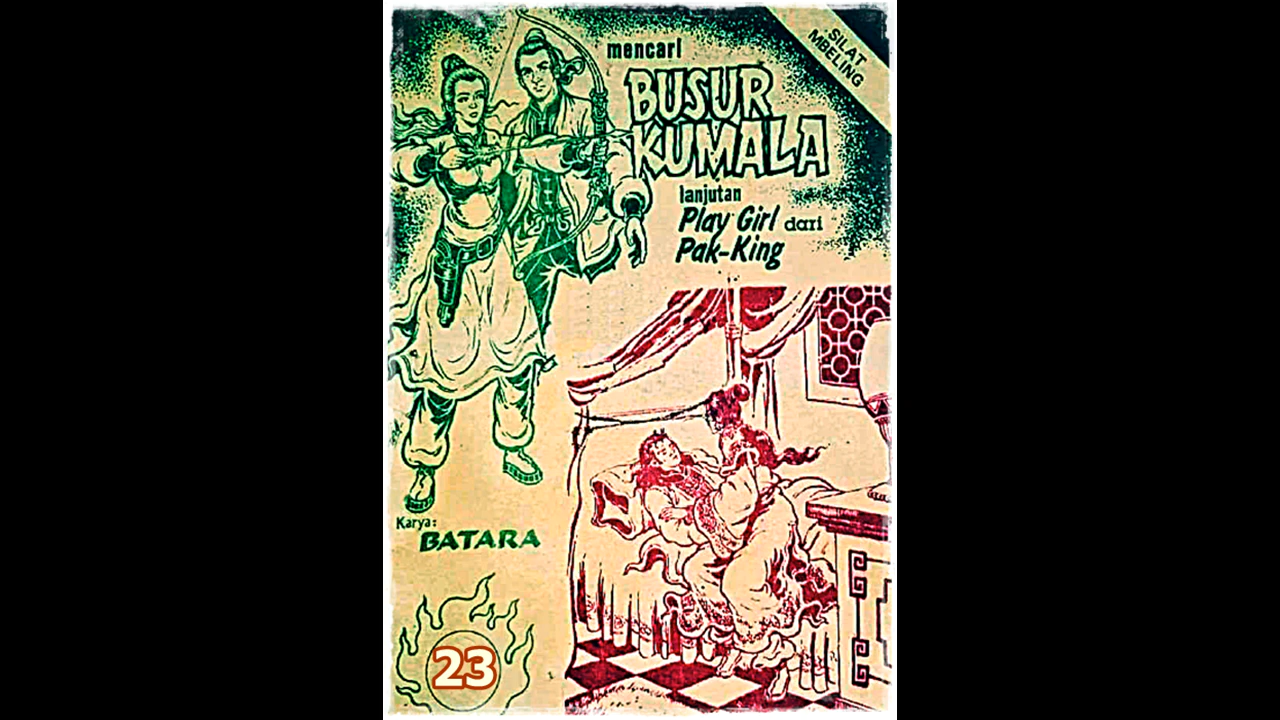 SILAT
MBELING
mencari
BUSUR
KUMALA
lanjutan
Play Girl dari
Pak-King
Karya:
BATARA
23